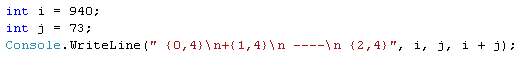 int i = 940;
int j = 73;
Console.WriteLine(" {0,4}\n+{1,4}\n ----\n {2,4}", i, j, i + j);